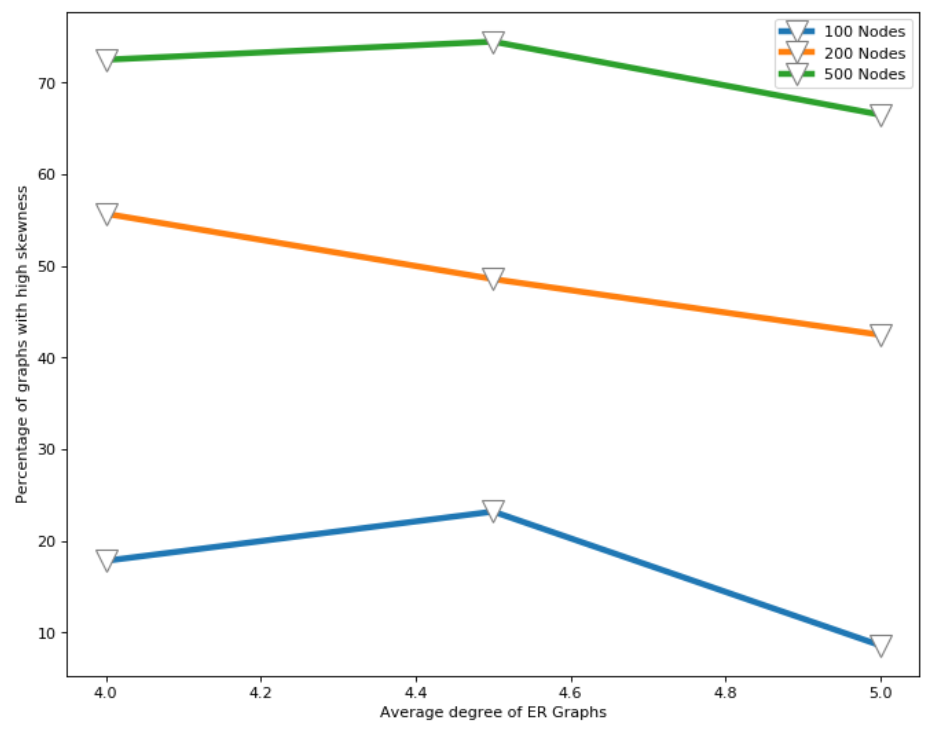 100 Nodes
200 Nodes
500 Nodes
70
60
50
40
30
20
10
Percentage of graphs with high skewness
4.0 4.2 4.4 4.6 4.8 5.0
Average degree of ER Graphs